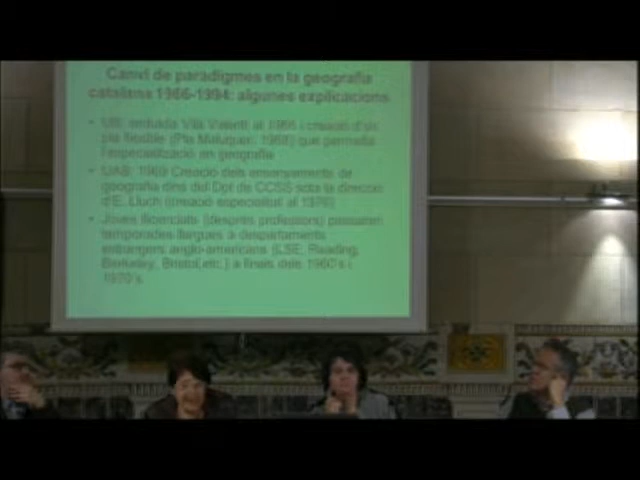 Canvi de paradigmes en la geografia
catalana 1966-1994: algunes explicacions
• UB: Vila Valentí al 1966 i creació d'un
pla flexible (Pla Maluquer, 1969) que permetia
l'especialització en geografia
• UAB: 1969 Creació dels ensenyaments de
geografia dins del Dpt de CCSS sota la direcció
d'E. Lluch (creació especialitat al 1976)
• Joves llicenciats (després professors) passaren
temporades llargues a departaments
estrangers anglo-americans (LSE, Reading,
Berkeley, Bristol, etc.) a finals dels 1960's i
1970's